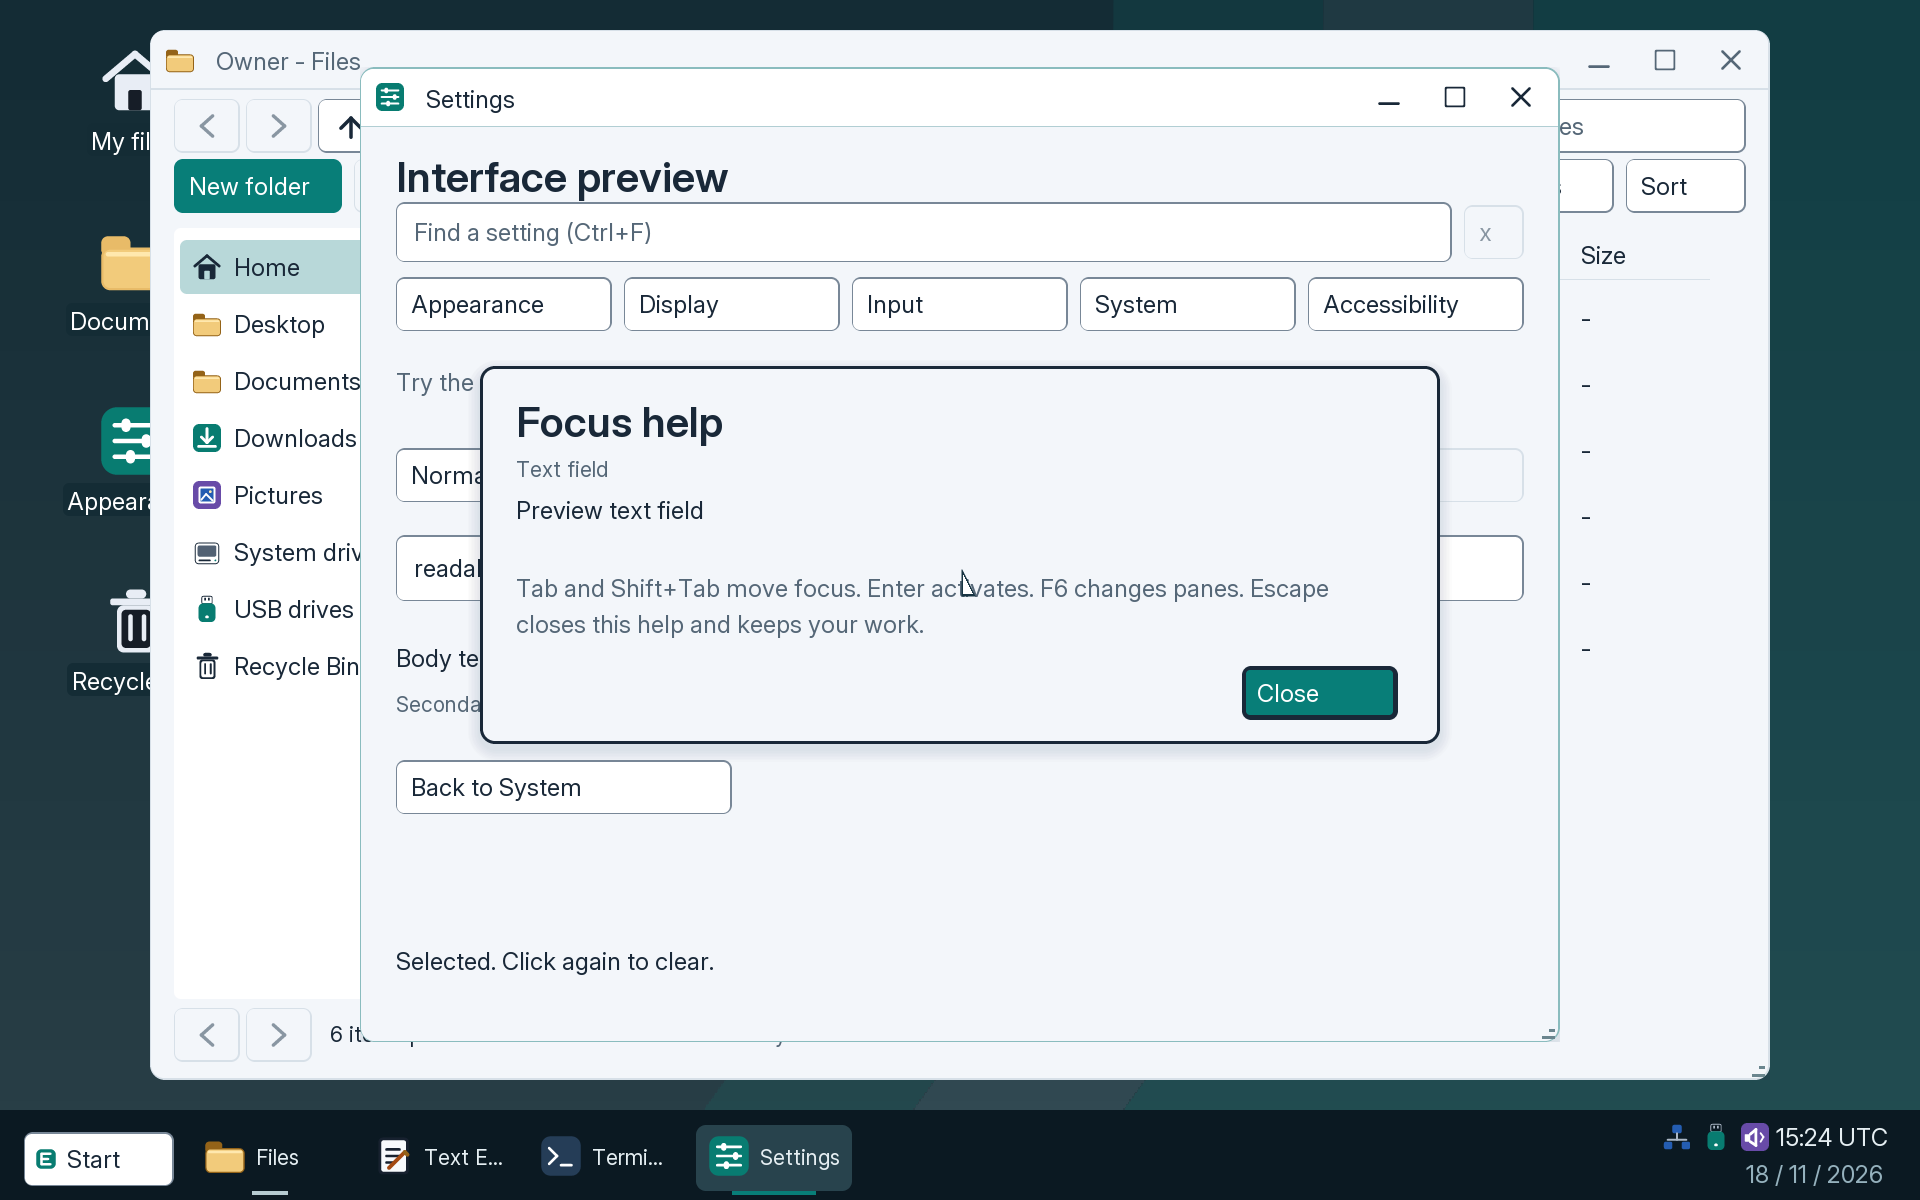 Owner - Files
Settings
My fil
es
New folder
Sort
Interface preview
Find a setting (Ctrl+F)
x
Home
Size
Desktop
Appearance
Display
Input
System
Accessibility
Docum
Documents
Try the
Focus help
Downloads
Text field
Norma
Appeara
Pictures
Preview text field
System driv
reada
Tab and Shift+Tab move focus. Enter activates. F6 changes panes. Escape
closes this help and keeps your work.
USB drives
Body te
Recycle
Recycle Bin
Seconda
Close
Back to System
Selected. Click again to clear.
6 it
Start
Files
Text E...
Termi...
Settings
15:24 UTC
18 / 11 / 2026